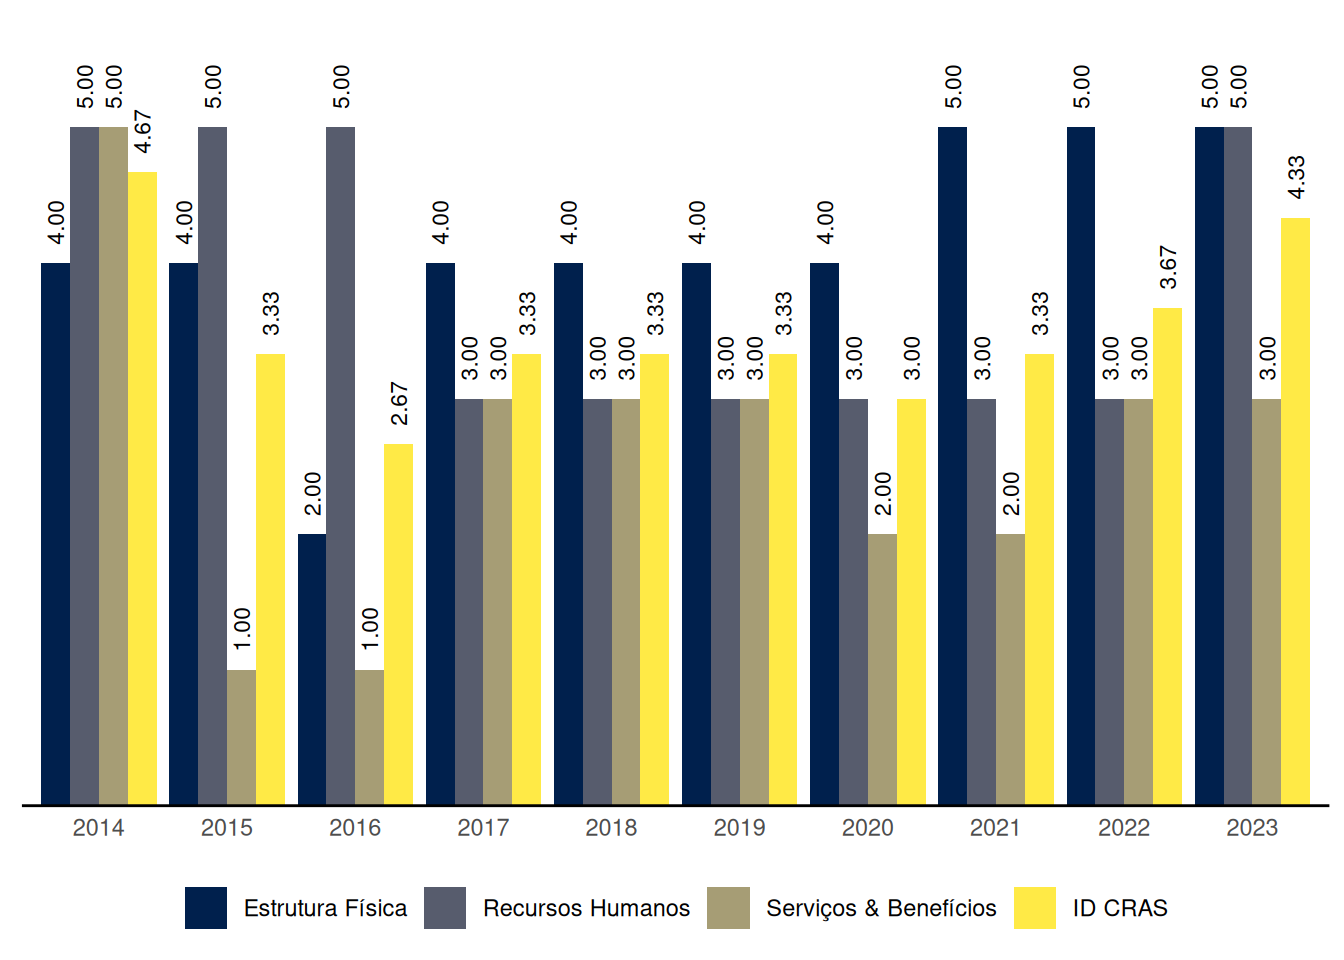 4.00 5.00 5.00 4.67
4.00 5.00 1.00 3.33
2.00 5.00 1.00 2.67
4.00 3.00 3.00 3.33
4.00 3.00 3.00 3.33
4.00 3.00 3.00 3.33
4.00 3.00 2.00 3.00
5.00 3.00 2.00 3.33
5.00 3.00 3.00 3.67
5.00 5.00 3.00 4.33
2014 2015 2016 2017 2018 2019 2020 2021 2022 2023
Estrutura Física Recursos Humanos Serviços & Benefícios ID CRAS